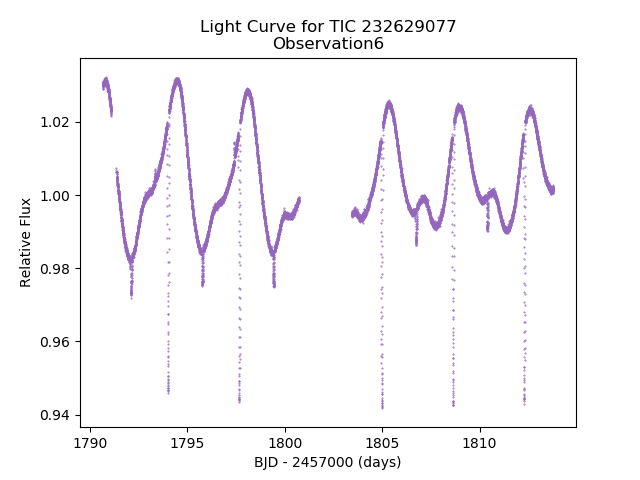 Light Curve for TIC 232629077
Observation6
Relative Flux
1.02
1.00
0.98
0.96
0.94
1790
1795
1800
1805
1810
BJD - 2457000 (days)